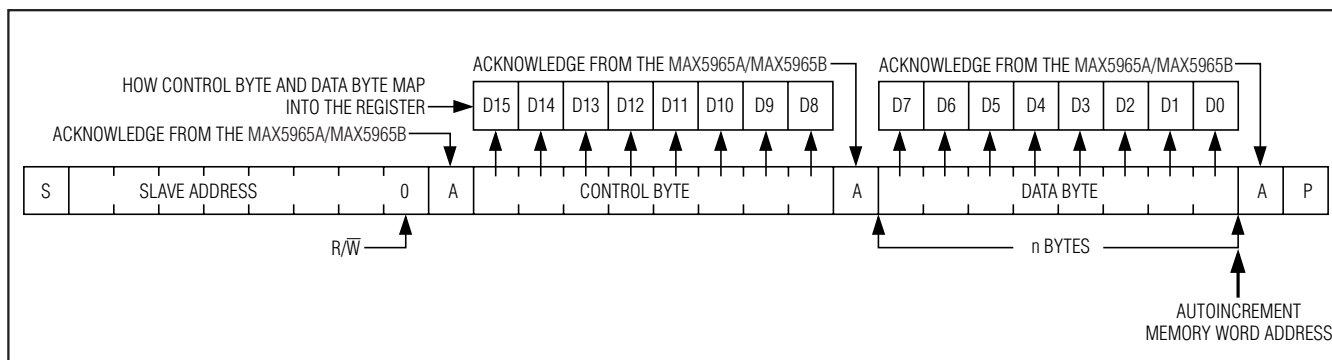 ACKNOWLEDGE FROM THE MAX5965A/MAX5965B
ACKNOWLEDGE FROM THE MAX5965A/MAX5965B
HOW CONTROL BYTE AND DATA BYTE MAP
INTO THE REGISTER
D15 D14 D13 D12 D11 D10 D9 D8
D7 D6 D5 D4 D3 D2 D1 D0
ACKNOWLEDGE FROM THE MAX5965A/MAX5965B
S SLAVE ADDRESS 0 A CONTROL BYTE A DATA BYTE A P
R/W̅
n BYTES
AUTOINCREMENT
MEMORY WORD ADDRESS